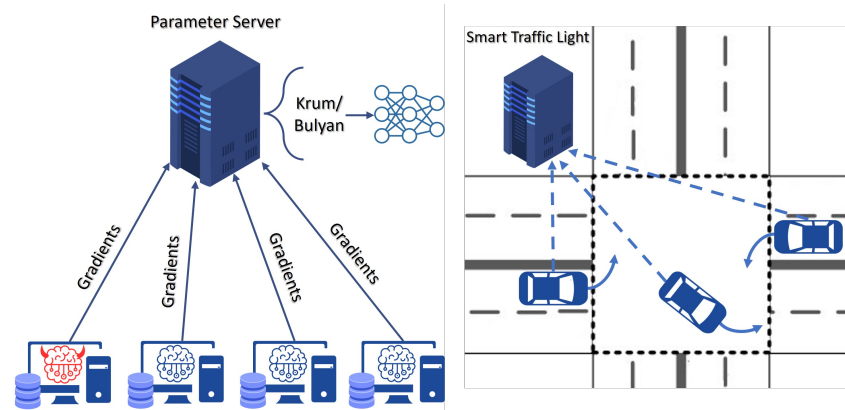 Parameter Server
Krum/
Bulyan
Gradients
Gradients
Gradients
Gradients
Smart Traffic Light